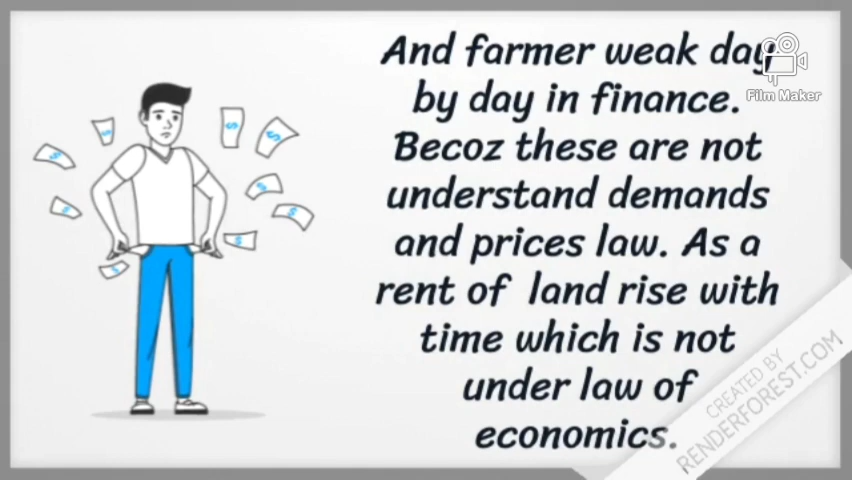 And farmer weak day
by day in finance.
Becoz these are not
understand demands
and prices law. As a
rent of land rise with
time which is not
under law of
economics.
Film Maker
CREATED BY
RENDERFOREST.COM